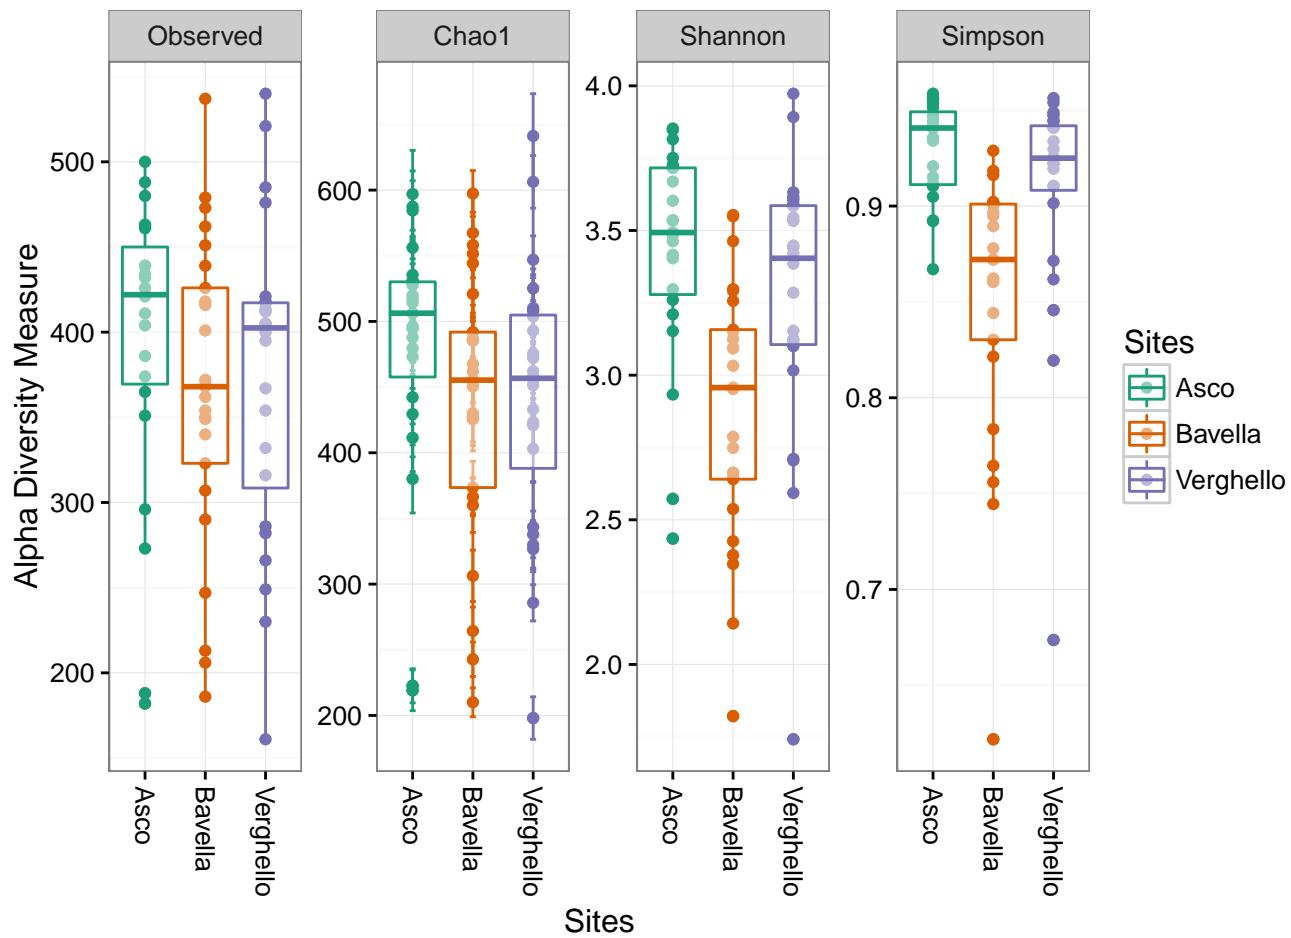 Observed
Chao1
Shannon
Simpson
Alpha Diversity Measure
500
400
300
200
600
500
400
300
200
4.0
3.5
3.0
2.5
2.0
0.9
0.8
0.7
Asco
Bavella
Verghello
Asco
Bavella
Verghello
Asco
Bavella
Verghello
Asco
Bavella
Verghello
Sites
Sites
Asco
Bavella
Verghello